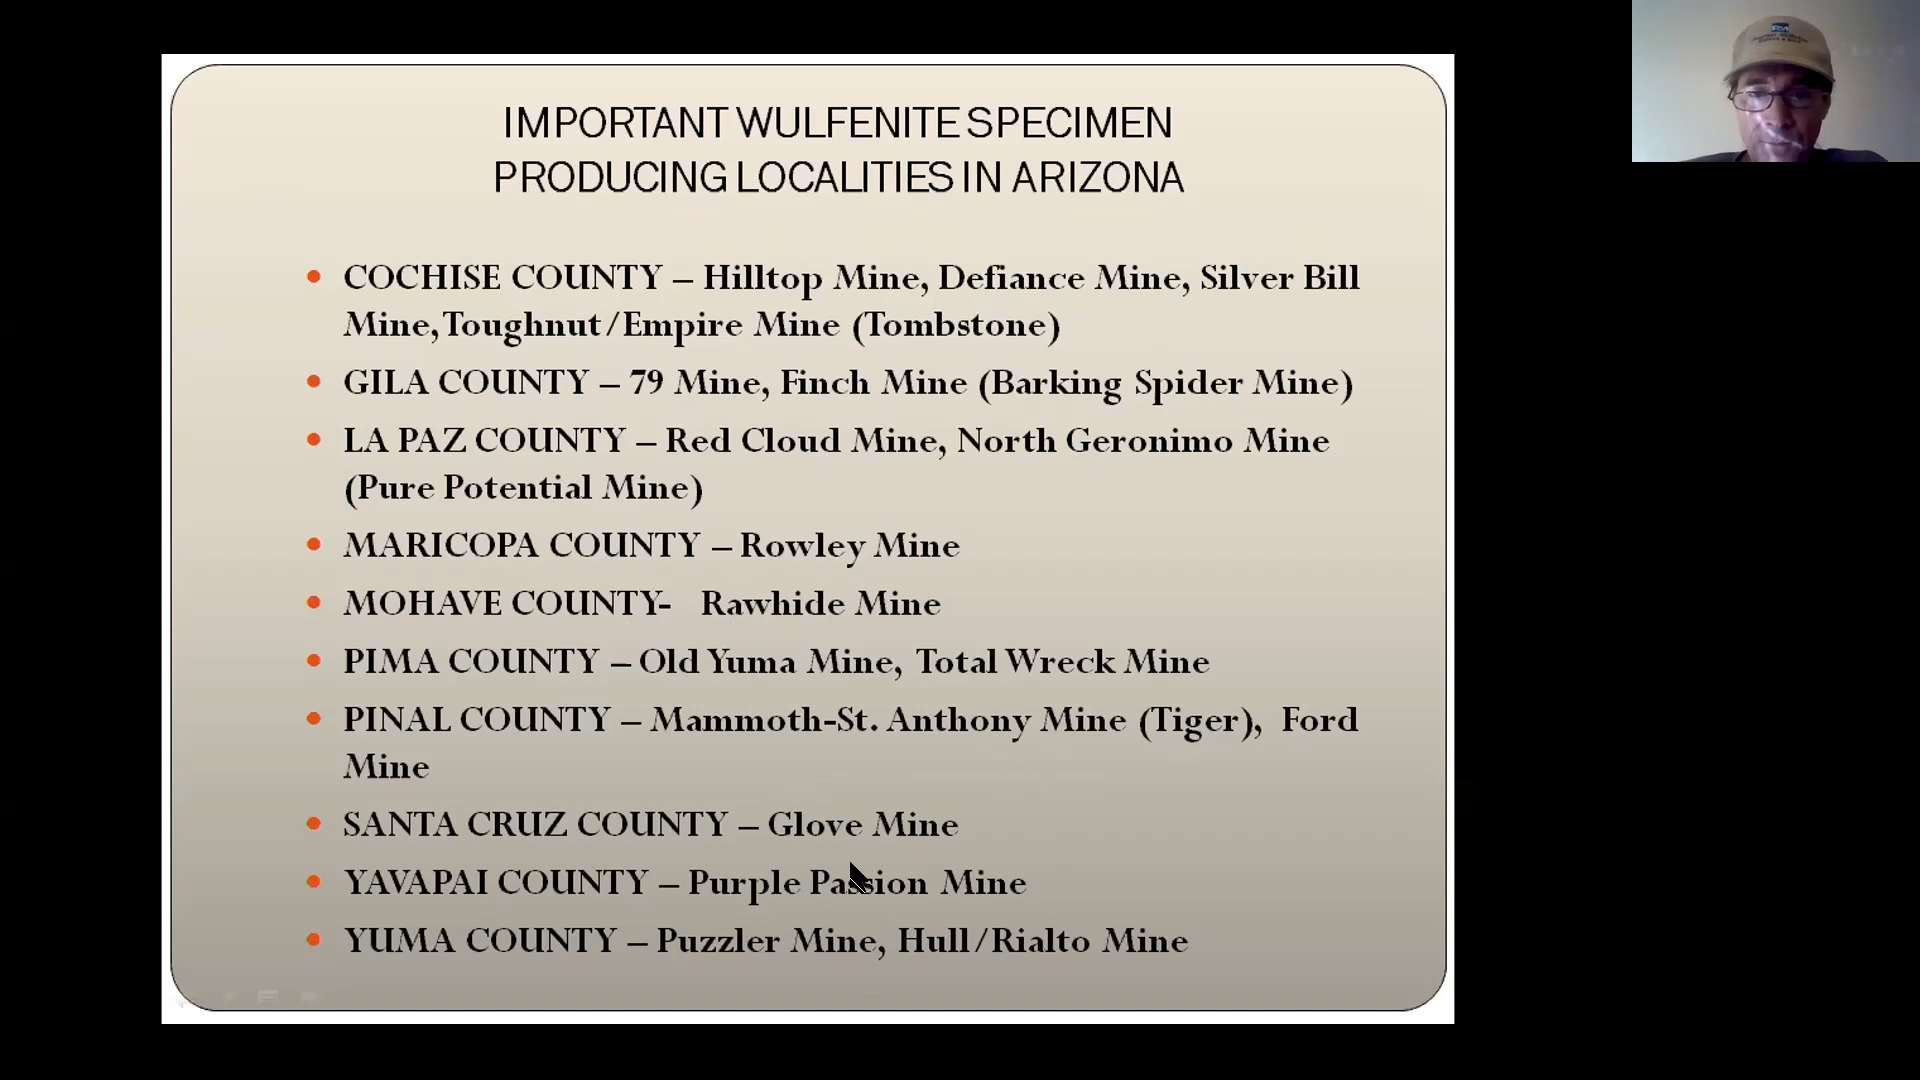 IMPORTANT WULFENITE SPECIMEN
PRODUCING LOCALITIES IN ARIZONA
• COCHISE COUNTY – Hilltop Mine, Defiance Mine, Silver Bill
Mine, Toughnut/Empire Mine (Tombstone)
• GILA COUNTY – 79 Mine, Finch Mine (Barking Spider Mine)
• LA PAZ COUNTY – Red Cloud Mine, North Geronimo Mine
(Pure Potential Mine)
• MARICOPA COUNTY – Rowley Mine
• MOHAVE COUNTY- Rawhide Mine
• PIMA COUNTY – Old Yuma Mine, Total Wreck Mine
• PINAL COUNTY – Mammoth-St. Anthony Mine (Tiger), Ford
Mine
• SANTA CRUZ COUNTY – Glove Mine
• YAVAPAI COUNTY – Purple Passion Mine
• YUMA COUNTY – Puzzler Mine, Hull/Rialto Mine